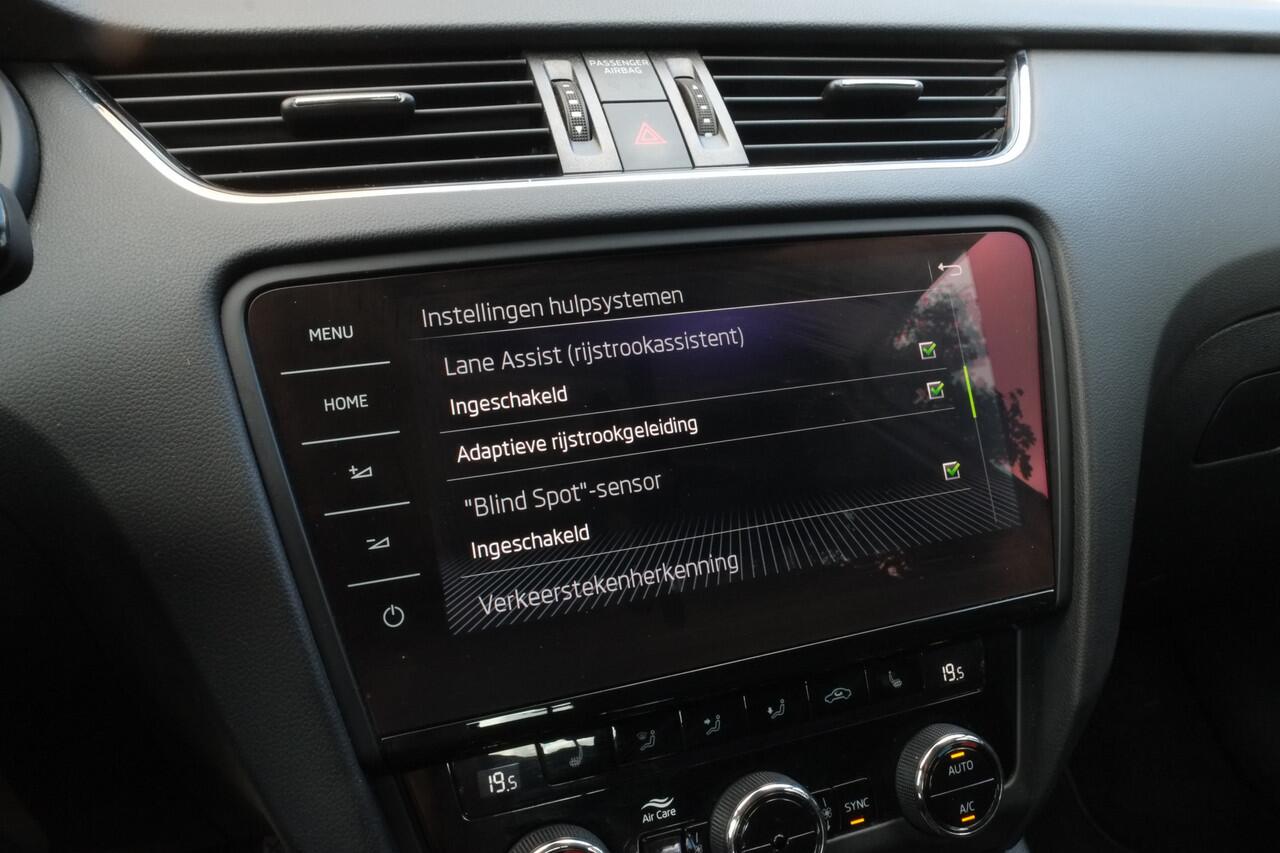 PASSENGER
AIRBAG
MENU
HOME
Instellingen hulpsystemen
Lane Assist (rijstrookassistent)
Ingeschakeld
Adaptieve rijstrookgeleiding
"Blind Spot"-sensor
Ingeschakeld
Verkeerstekenherkenning
19.5
19.5
Air Care
SYNC
AUTO
A/C